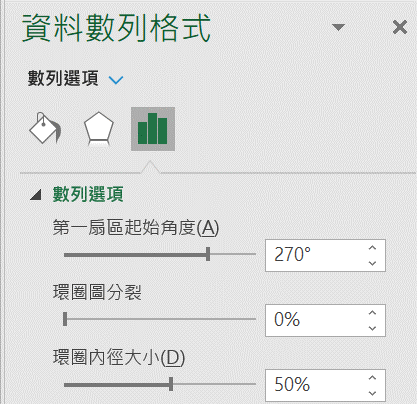 資料數列格式
數列選項
數列選項
第一扇區起始角度(A)
270°
環圈圖分裂
0%
環圈內徑大小(D)
50%